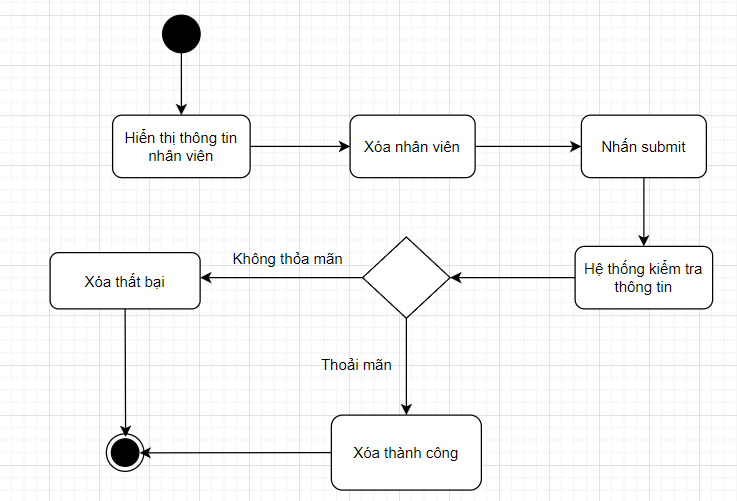 Hiển thị thông tin
nhân viên
Xóa nhân viên
Nhấn submit
Hệ thống kiểm tra
thông tin
Không thỏa mãn
Xóa thất bại
Thoải mãn
Xóa thành công